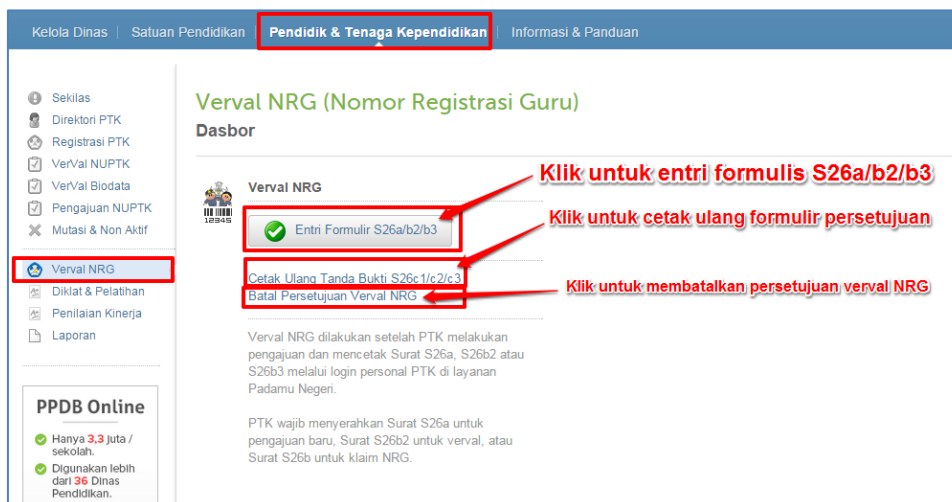 Kelola Dinas | Satuan Pendidikan | Pendidik & Tenaga Kependidikan | Informasi & Panduan
Sekilas
Direktori PTK
Registrasi PTK
VerVal NUPTK
VerVal Biodata
Pengajuan NUPTK
Mutasi & Non Aktif
Verval NRG
Diklat & Pelatihan
Penilaian Kinerja
Laporan
PPDB Online
Hanya 3,3 juta /
sekolah.
Digunakan lebih
dari 36 Dinas
Pendidikan.
Verval NRG (Nomor Registrasi Guru)
Dasbor
12345
Verval NRG
Entri Formulir S26a/b2/b3
Cetak Ulang Tanda Bukti S26c1/c2/c3
Batal Persetujuan Verval NRG
Klik untuk entri formulis S26a/b2/b3
Klik untuk cetak ulang formulir persetujuan
Klik untuk membatalkan persetujuan verval NRG
Verval NRG dilakukan setelah PTK melakukan
pengajuan dan mencetak Surat S26a, S26b2 atau
S26b3 melalui login personal PTK di layanan
Padamu Negeri.
PTK wajib menyerahkan Surat S26a untuk
pengajuan baru, Surat S26b2 untuk verval, atau
Surat S26b untuk klaim NRG.